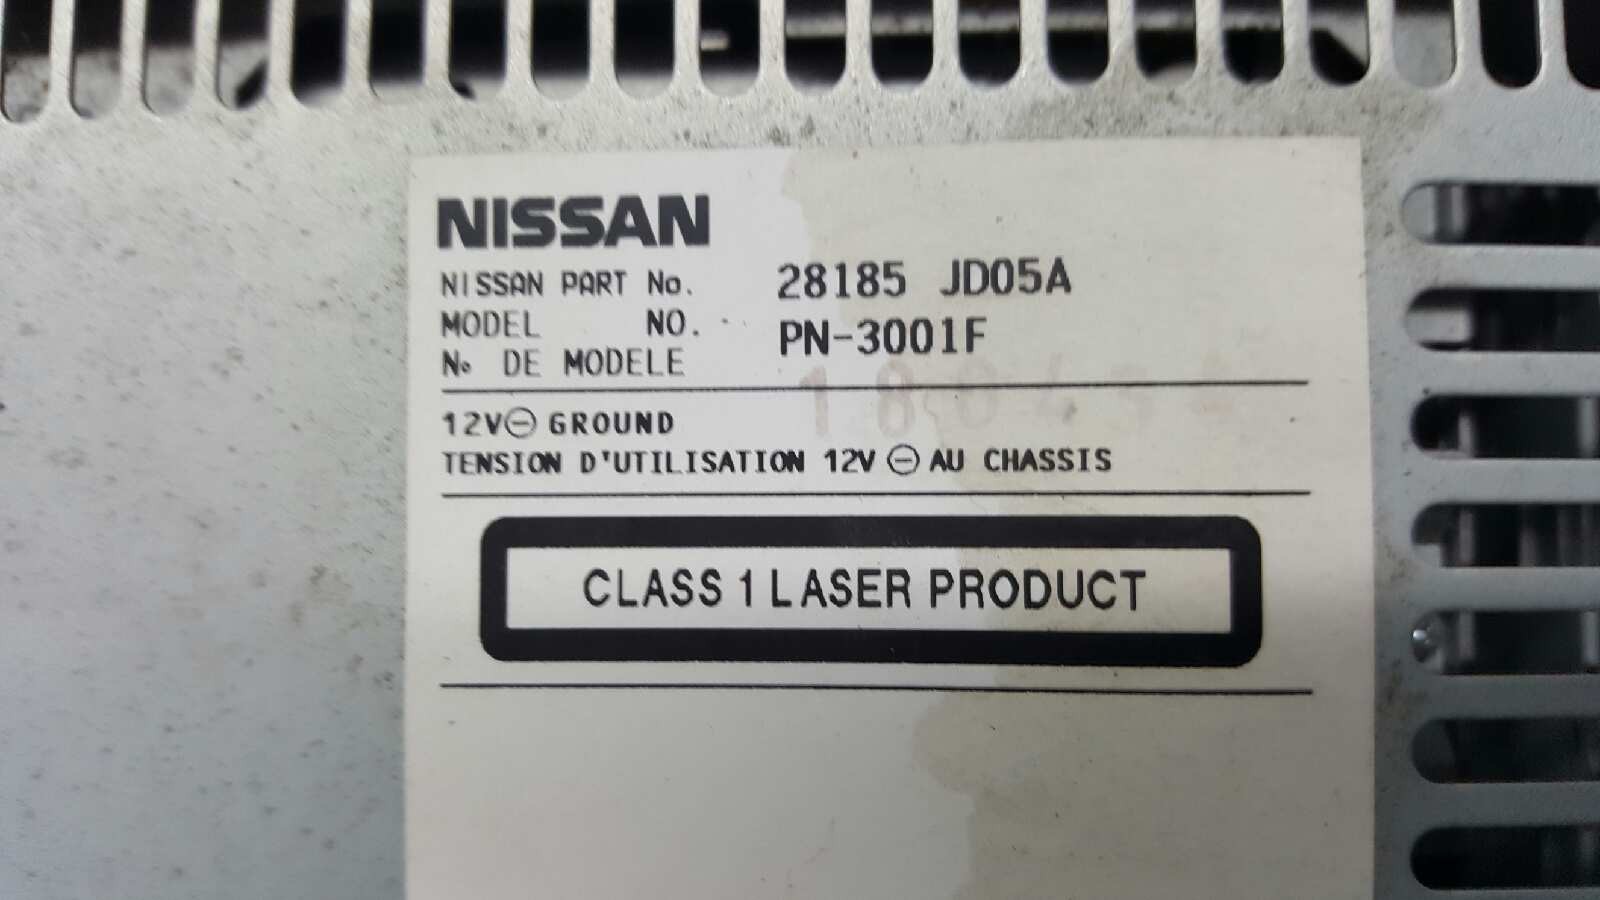 NISSAN
NISSAN PART No. 28185 JD05A
MODEL NO. PN-3001F
No DE MODELE
12V⊖ GROUND
TENSION D'UTILISATION 12V ⊖ AU CHASSIS
CLASS 1 LASER PRODUCT